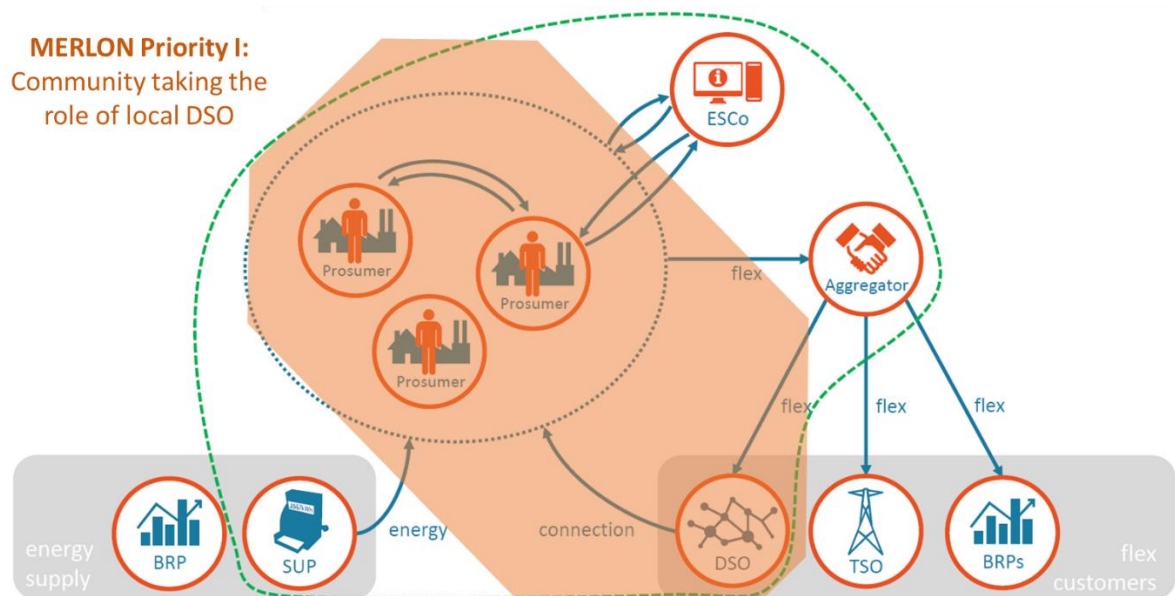 MERLON Priority I:
Community taking the
role of local DSO
ESCo
Prosumer
Prosumer
Prosumer
flex
Aggregator
flex
flex
flex
energy
supply
BRP
SUP
energy
connection
DSO
TSO
BRPs
flex
customers